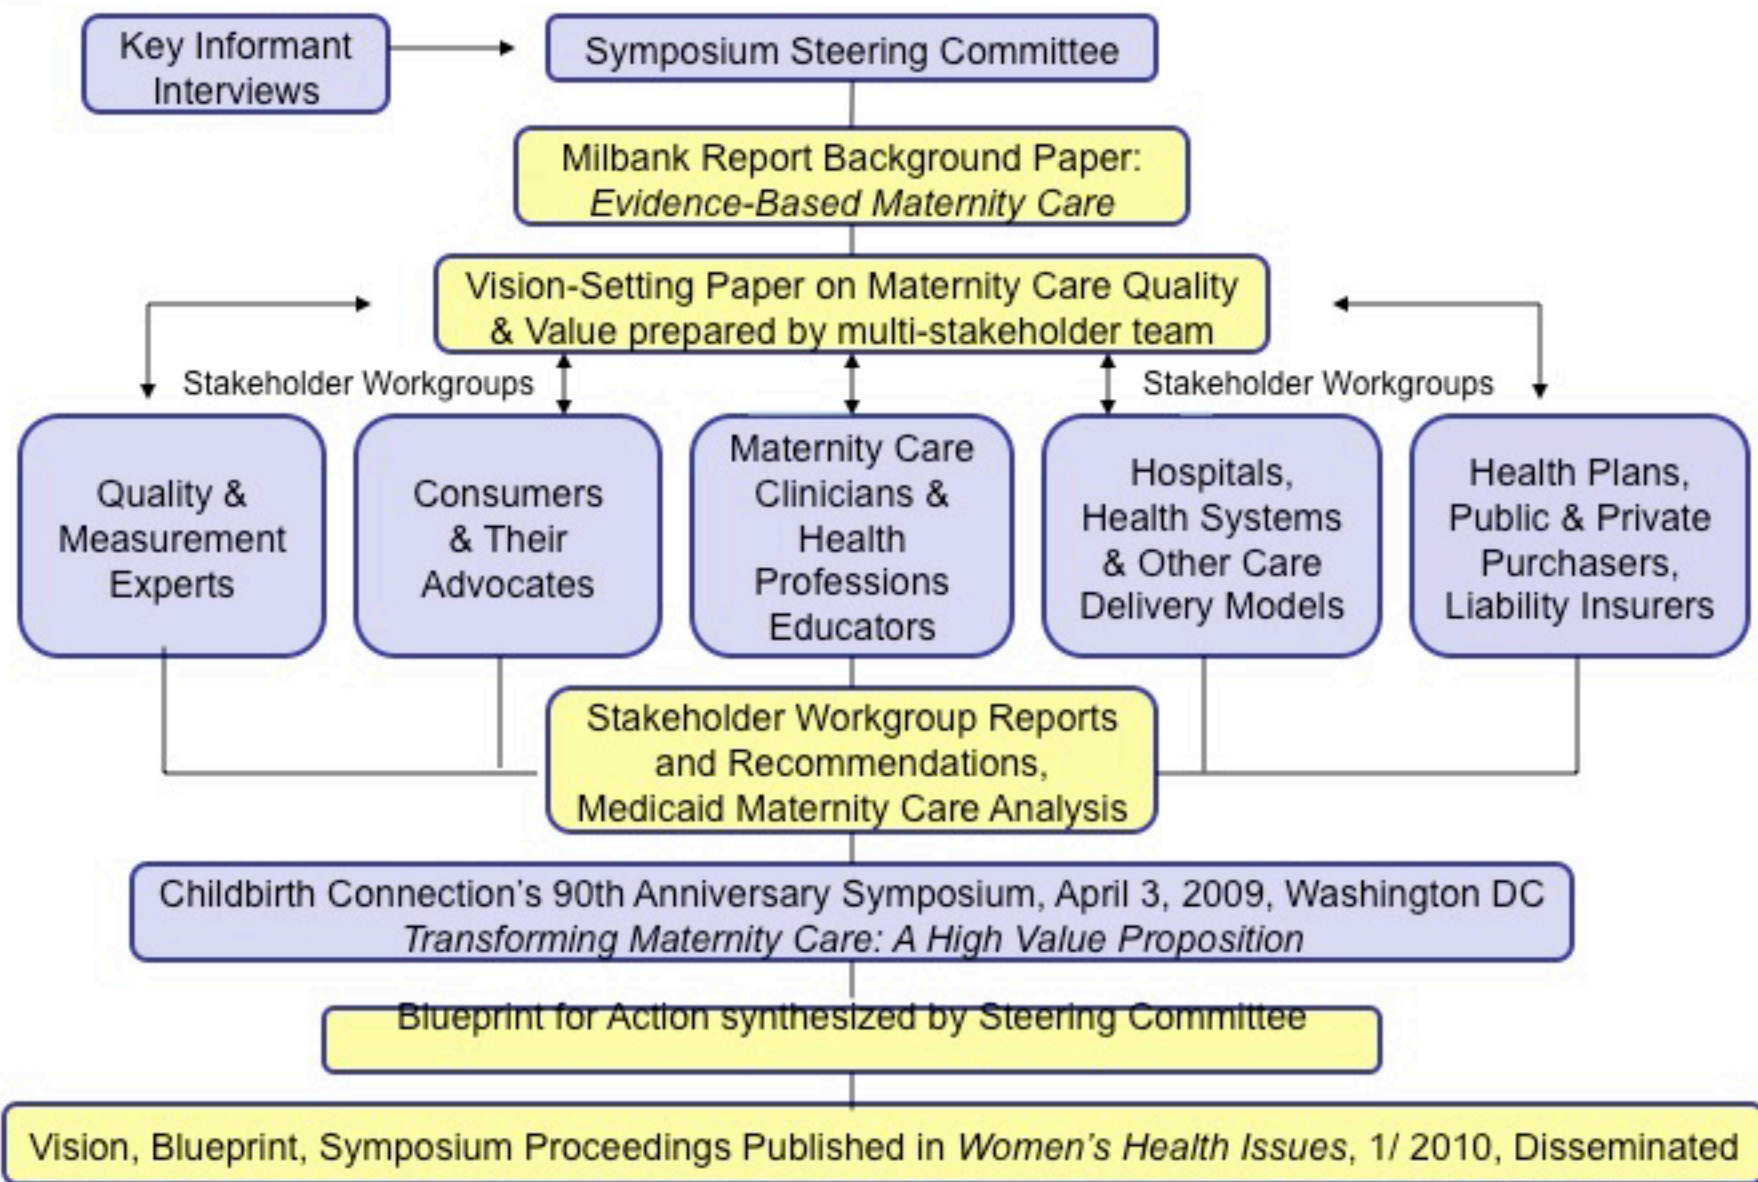 Key Informant
Interviews
Symposium Steering Committee
Milbank Report Background Paper:
Evidence-Based Maternity Care
Vision-Setting Paper on Maternity Care Quality
& Value prepared by multi-stakeholder team
Stakeholder Workgroups
Stakeholder Workgroups
Quality &
Measurement
Experts
Consumers
& Their
Advocates
Maternity Care
Clinicians &
Health
Professions
Educators
Hospitals,
Health Systems
& Other Care
Delivery Models
Health Plans,
Public & Private
Purchasers,
Liability Insurers
Stakeholder Workgroup Reports
and Recommendations,
Medicaid Maternity Care Analysis
Childbirth Connection's 90th Anniversary Symposium, April 3, 2009, Washington DC
Transforming Maternity Care: A High Value Proposition
Blueprint for Action synthesized by Steering Committee
Vision, Blueprint, Symposium Proceedings Published in Women's Health Issues, 1/ 2010, Disseminated